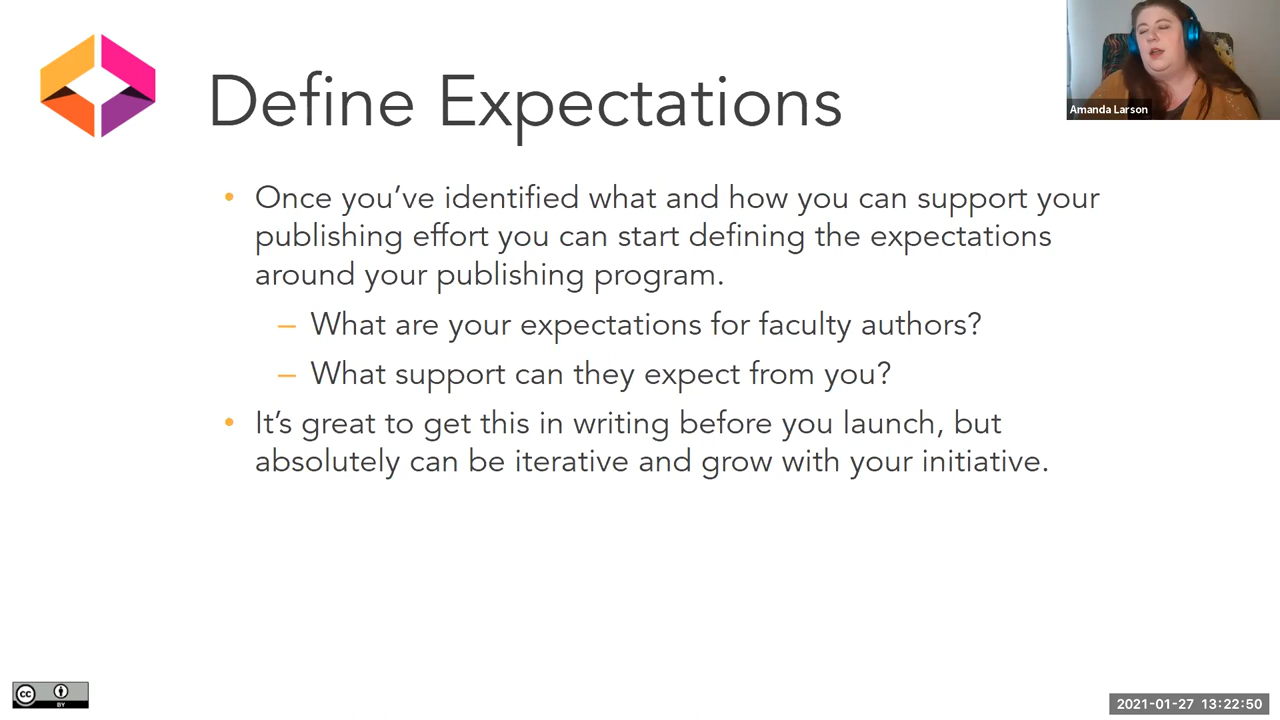 Define Expectations
Amanda Larson
• Once you’ve identified what and how you can support your
publishing effort you can start defining the expectations
around your publishing program.
– What are your expectations for faculty authors?
– What support can they expect from you?
• It’s great to get this in writing before you launch, but
absolutely can be iterative and grow with your initiative.
cc
BY
2021-01-27 13:22:50